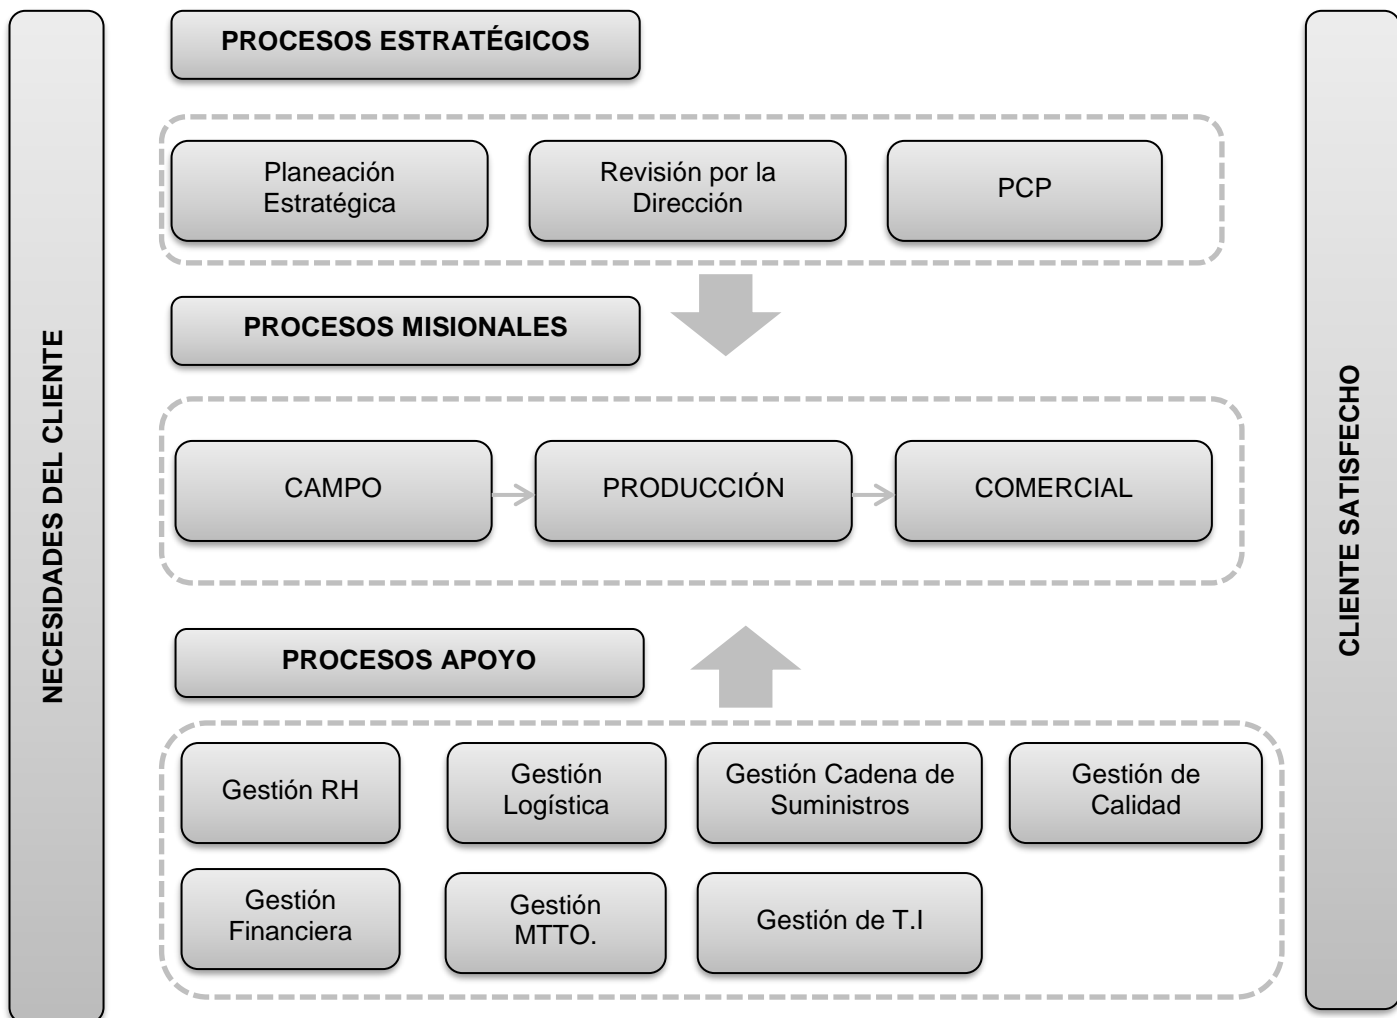 NECESIDADES DEL CLIENTE
PROCESOS ESTRATÉGICOS
Planeación
Estratégica
Revisión por la
Dirección
PCP
PROCESOS MISIONALES
CAMPO
PRODUCCIÓN
COMERCIAL
PROCESOS APOYO
Gestión RH
Gestión
Logística
Gestión Cadena de
Suministros
Gestión de
Calidad
Gestión
Financiera
Gestión
MTTO.
Gestión de T.I
CLIENTE SATISFECHO